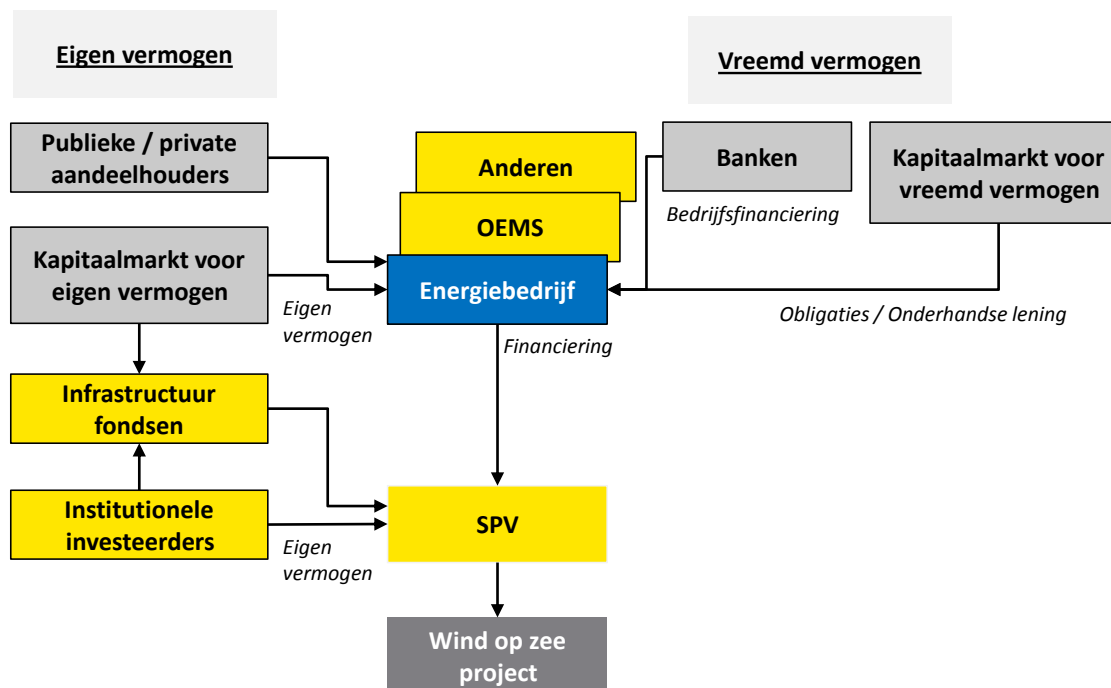 Eigen vermogen
Vreemd vermogen
Publieke / private
aandeelhouders
Anderen
Banken
Kapitaalmarkt voor
vreemd vermogen
OEMS
Bedrijfsfinanciering
Kapitaalmarkt voor
eigen vermogen
Energiebedrijf
Eigen
vermogen
Obligaties / Onderhandse lening
Financiering
Infrastructuur
fondsen
Institutionele
investeerders
SPV
Eigen
vermogen
Wind op zee
project